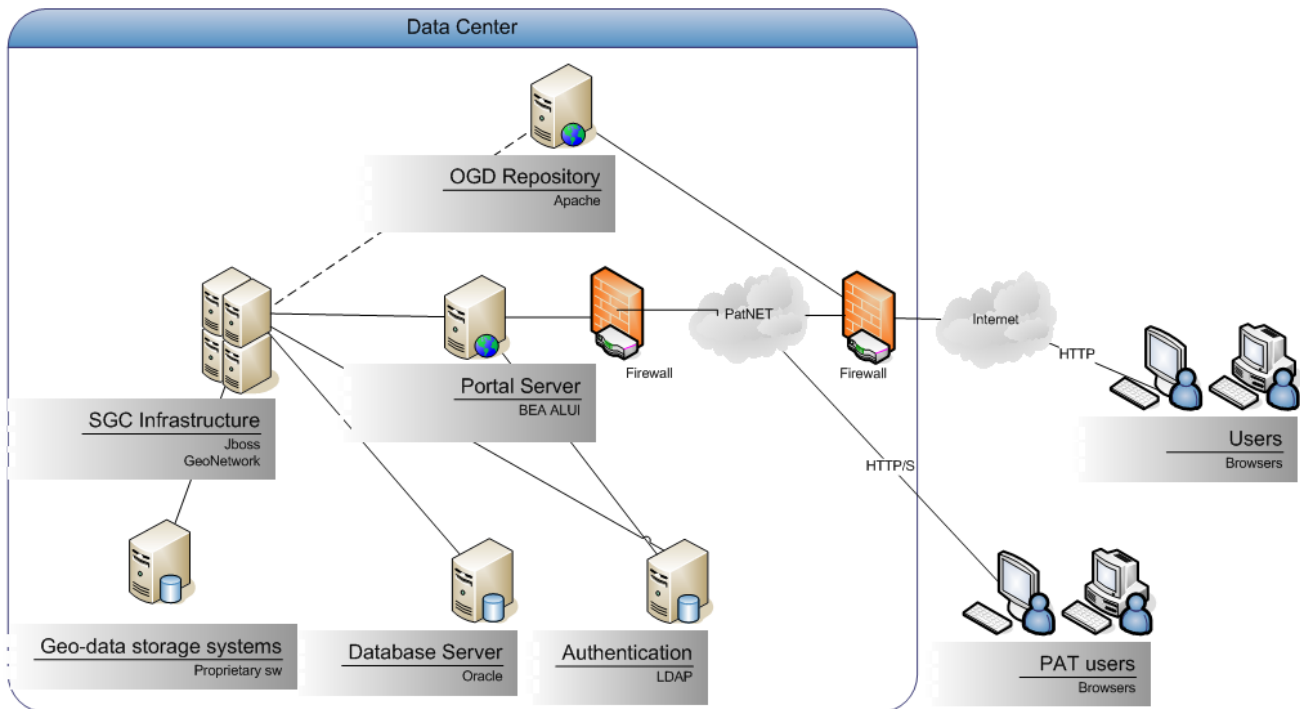 Data Center
OGD Repository
Apache
Firewall
PatNET
Firewall
Internet
HTTP
Portal Server
BEA ALUI
SGC Infrastructure
Jboss
GeoNetwork
Users
Browsers
HTTP/S
Geo-data storage systems
Proprietary sw
Database Server
Oracle
Authentication
LDAP
PAT users
Browsers